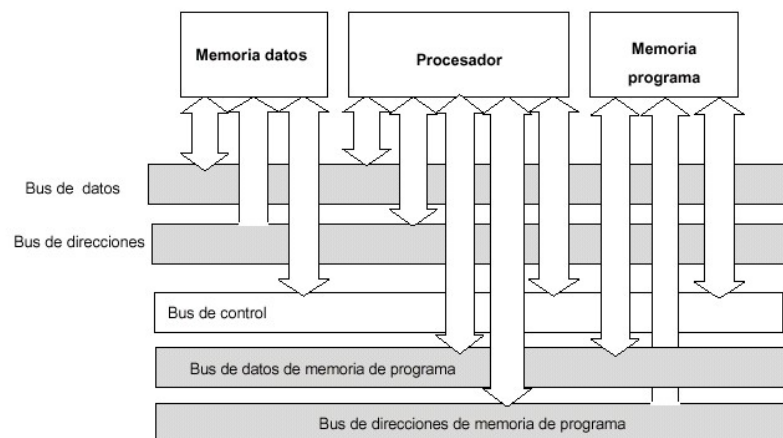 Memoria datos
Procesador
Memoria
programa
Bus de datos
Bus de direcciones
Bus de control
Bus de datos de memoria de programa
Bus de direcciones de memoria de programa